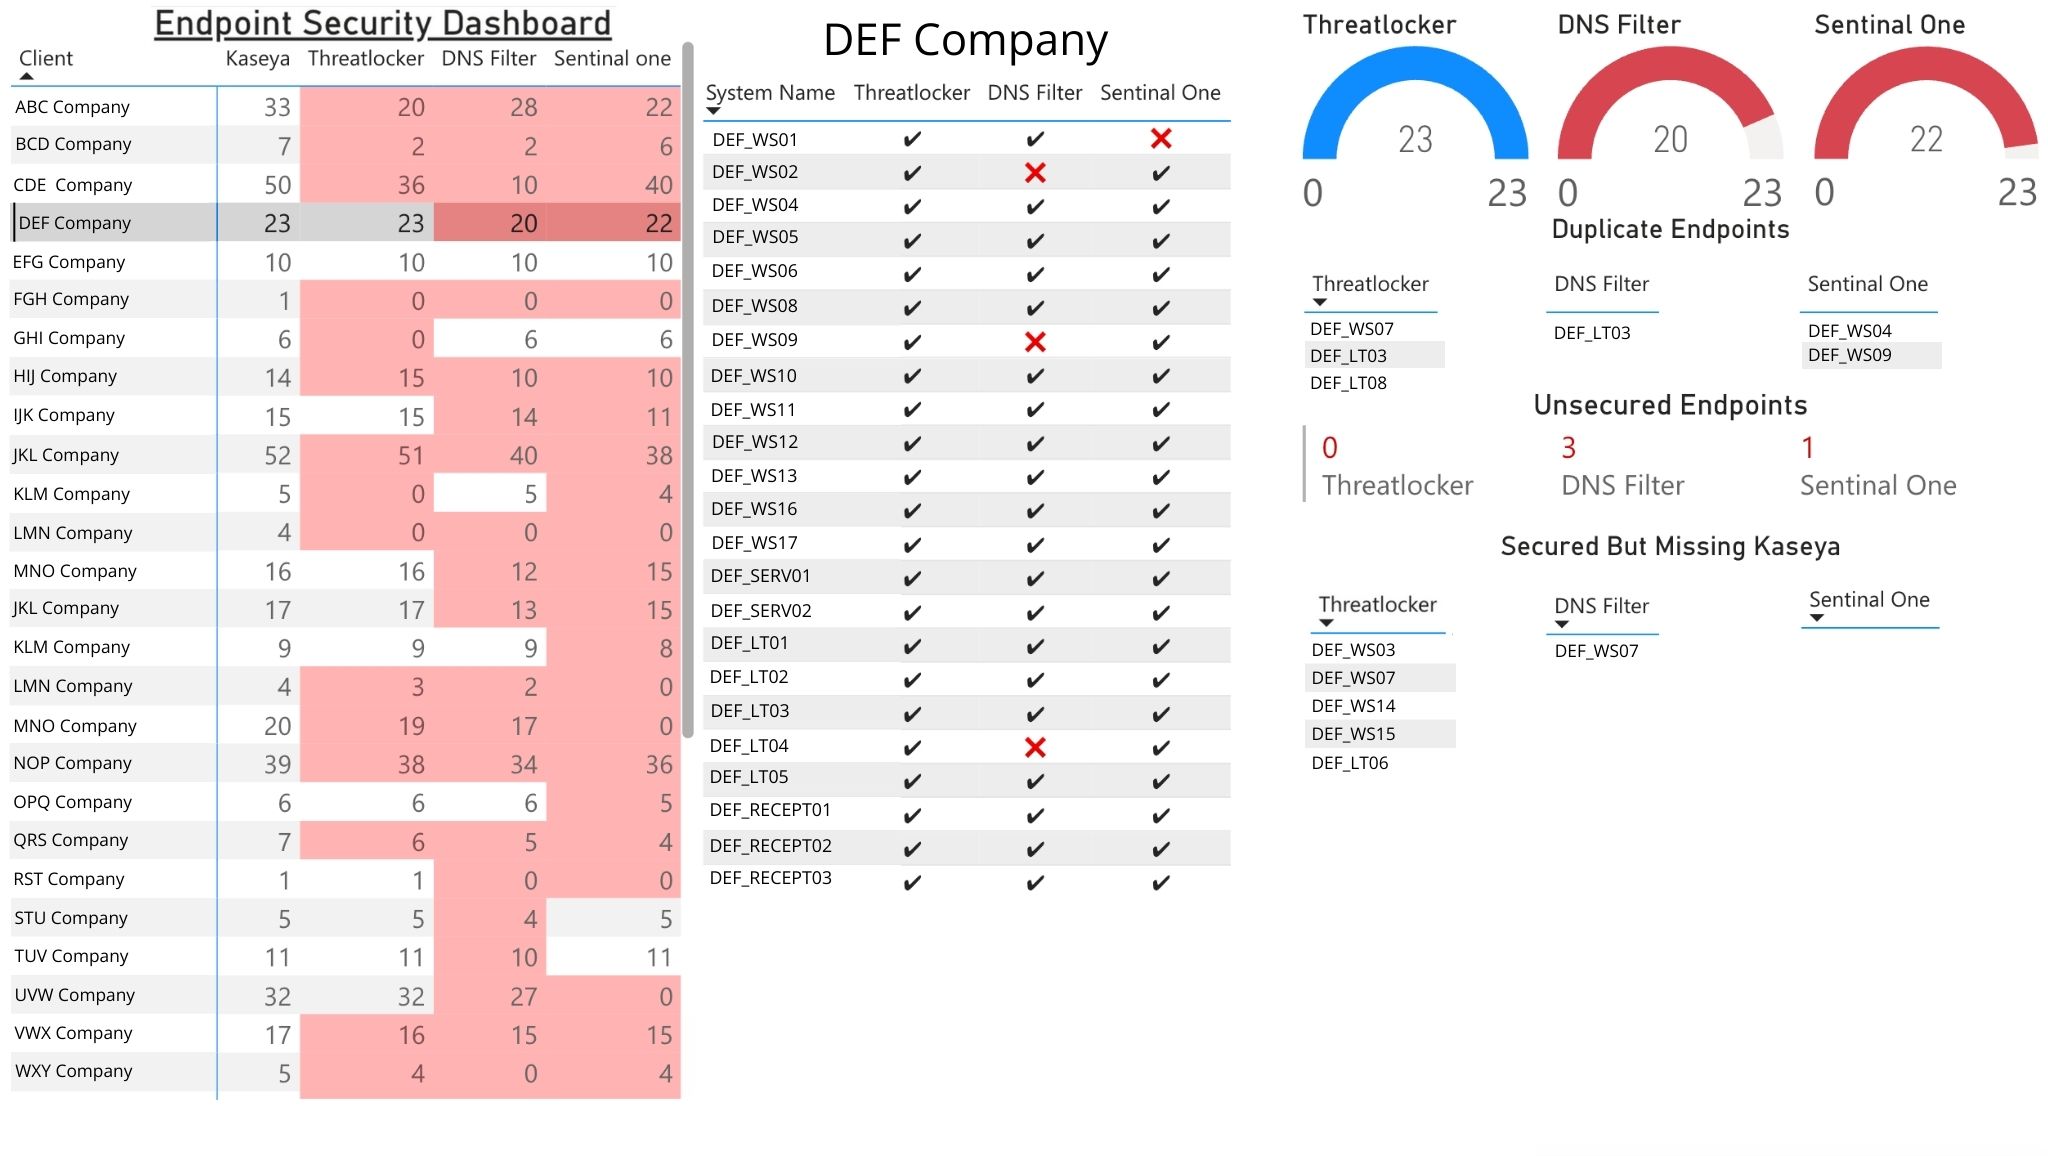 Endpoint Security Dashboard
Client Kaseya Threatlocker DNS Filter Sentinal one
ABC Company 33 20 28 22
BCD Company 7 2 2 6
CDE Company 50 36 10 40
DEF Company 23 23 20 22
EFG Company 10 10 10 10
FGH Company 1 0 0 0
GHI Company 6 0 6 6
HIJ Company 14 15 10 10
IJK Company 15 15 14 11
JKL Company 52 51 40 38
KLM Company 5 0 5 4
LMN Company 4 0 0 0
MNO Company 16 16 12 15
JKL Company 17 17 13 15
KLM Company 9 9 9 8
LMN Company 4 3 2 0
MNO Company 20 19 17 0
NOP Company 39 38 34 36
OPQ Company 6 6 6 5
QRS Company 7 6 5 4
RST Company 1 1 0 0
STU Company 5 5 4 5
TUV Company 11 11 10 11
UVW Company 32 32 27 0
VWX Company 17 16 15 15
WXY Company 5 4 0 4
DEF Company
System Name Threatlocker DNS Filter Sentinal One
DEF_WS01 ✔ ✔ ❌
DEF_WS02 ✔ ❌ ✔
DEF_WS04 ✔ ✔ ✔
DEF_WS05 ✔ ✔ ✔
DEF_WS06 ✔ ✔ ✔
DEF_WS08 ✔ ✔ ✔
DEF_WS09 ✔ ❌ ✔
DEF_WS10 ✔ ✔ ✔
DEF_WS11 ✔ ✔ ✔
DEF_WS12 ✔ ✔ ✔
DEF_WS13 ✔ ✔ ✔
DEF_WS16 ✔ ✔ ✔
DEF_WS17 ✔ ✔ ✔
DEF_SERV01 ✔ ✔ ✔
DEF_SERV02 ✔ ✔ ✔
DEF_LT01 ✔ ✔ ✔
DEF_LT02 ✔ ✔ ✔
DEF_LT03 ✔ ✔ ✔
DEF_LT04 ✔ ❌ ✔
DEF_LT05 ✔ ✔ ✔
DEF_RECEPT01 ✔ ✔ ✔
DEF_RECEPT02 ✔ ✔ ✔
DEF_RECEPT03 ✔ ✔ ✔
Threatlocker DNS Filter Sentinal One
23 20 22
0 23 0 23 0 23
Duplicate Endpoints
Threatlocker DNS Filter Sentinal One
DEF_WS07 DEF_LT03 DEF_WS04
DEF_LT03 DEF_WS09
DEF_LT08
Unsecured Endpoints
0 3 1
Threatlocker DNS Filter Sentinal One
Secured But Missing Kaseya
Threatlocker DNS Filter Sentinal One
DEF_WS03 DEF_WS07
DEF_WS07
DEF_WS14
DEF_WS15
DEF_LT06